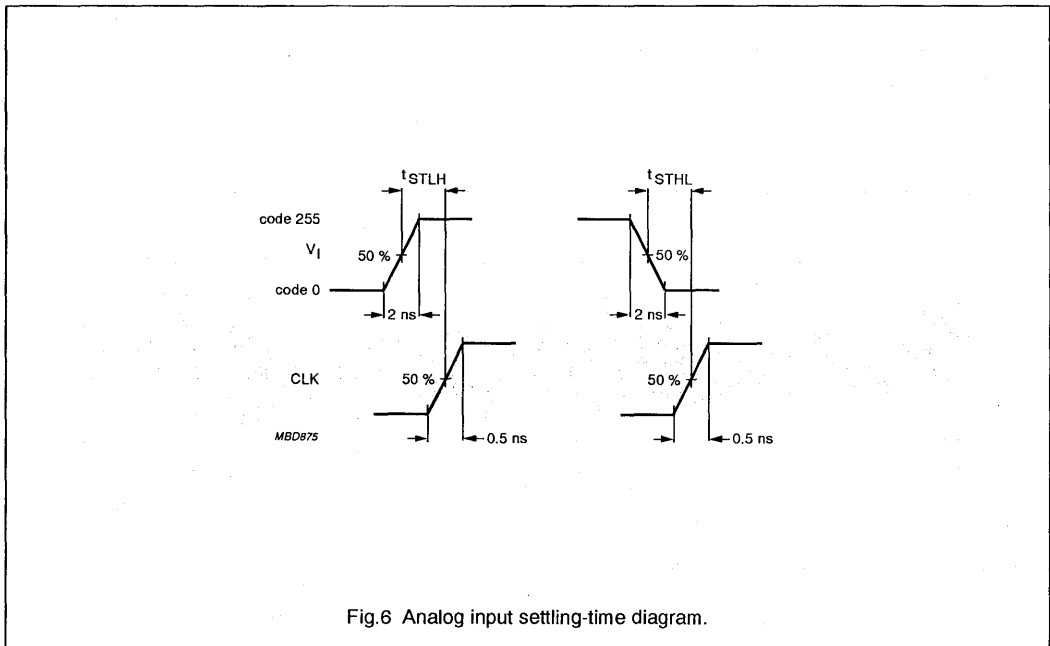 tSTLH
tSTHL
code 255
VI
50 %
50 %
code 0
2 ns
2 ns
CLK
50 %
50 %
MBD875
0.5 ns
0.5 ns
Fig.6 Analog input settling-time diagram.